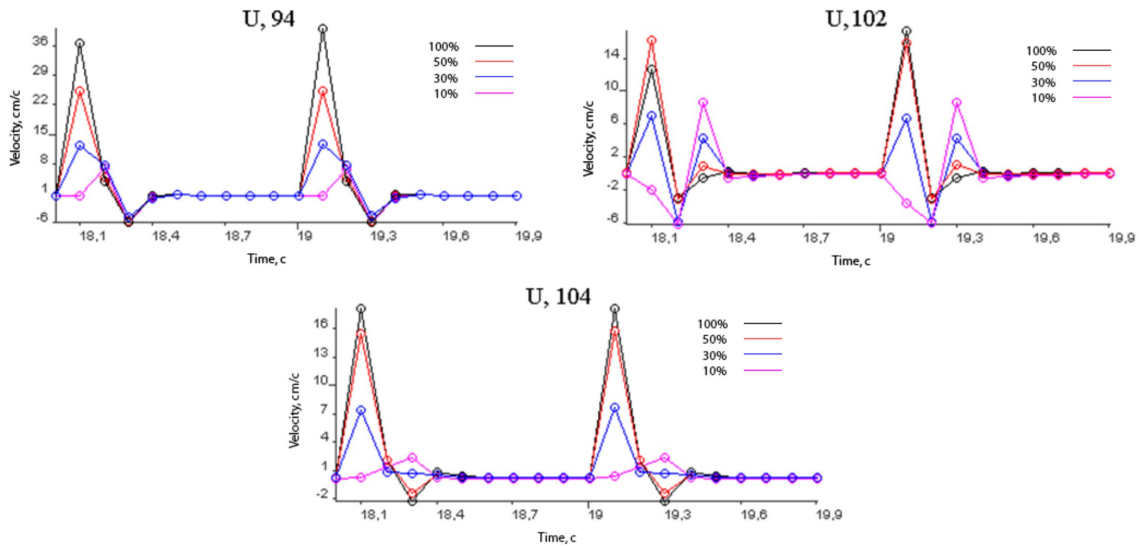 U, 94
Velocity, cm/c
36
29
22
15
8
1
-6
100%
50%
30%
10%
18,1 18,4 18,7 19 19,3 19,6 19,9
Time, c
U, 102
Velocity, cm/c
14
6
2
-2
-6
100%
50%
30%
10%
18,1 18,4 18,7 19 19,3 19,6 19,9
Time, c
U, 104
Velocity, cm/c
16
13
10
7
4
1
-2
100%
50%
30%
10%
18,1 18,4 18,7 19 19,3 19,6 19,9
Time, c